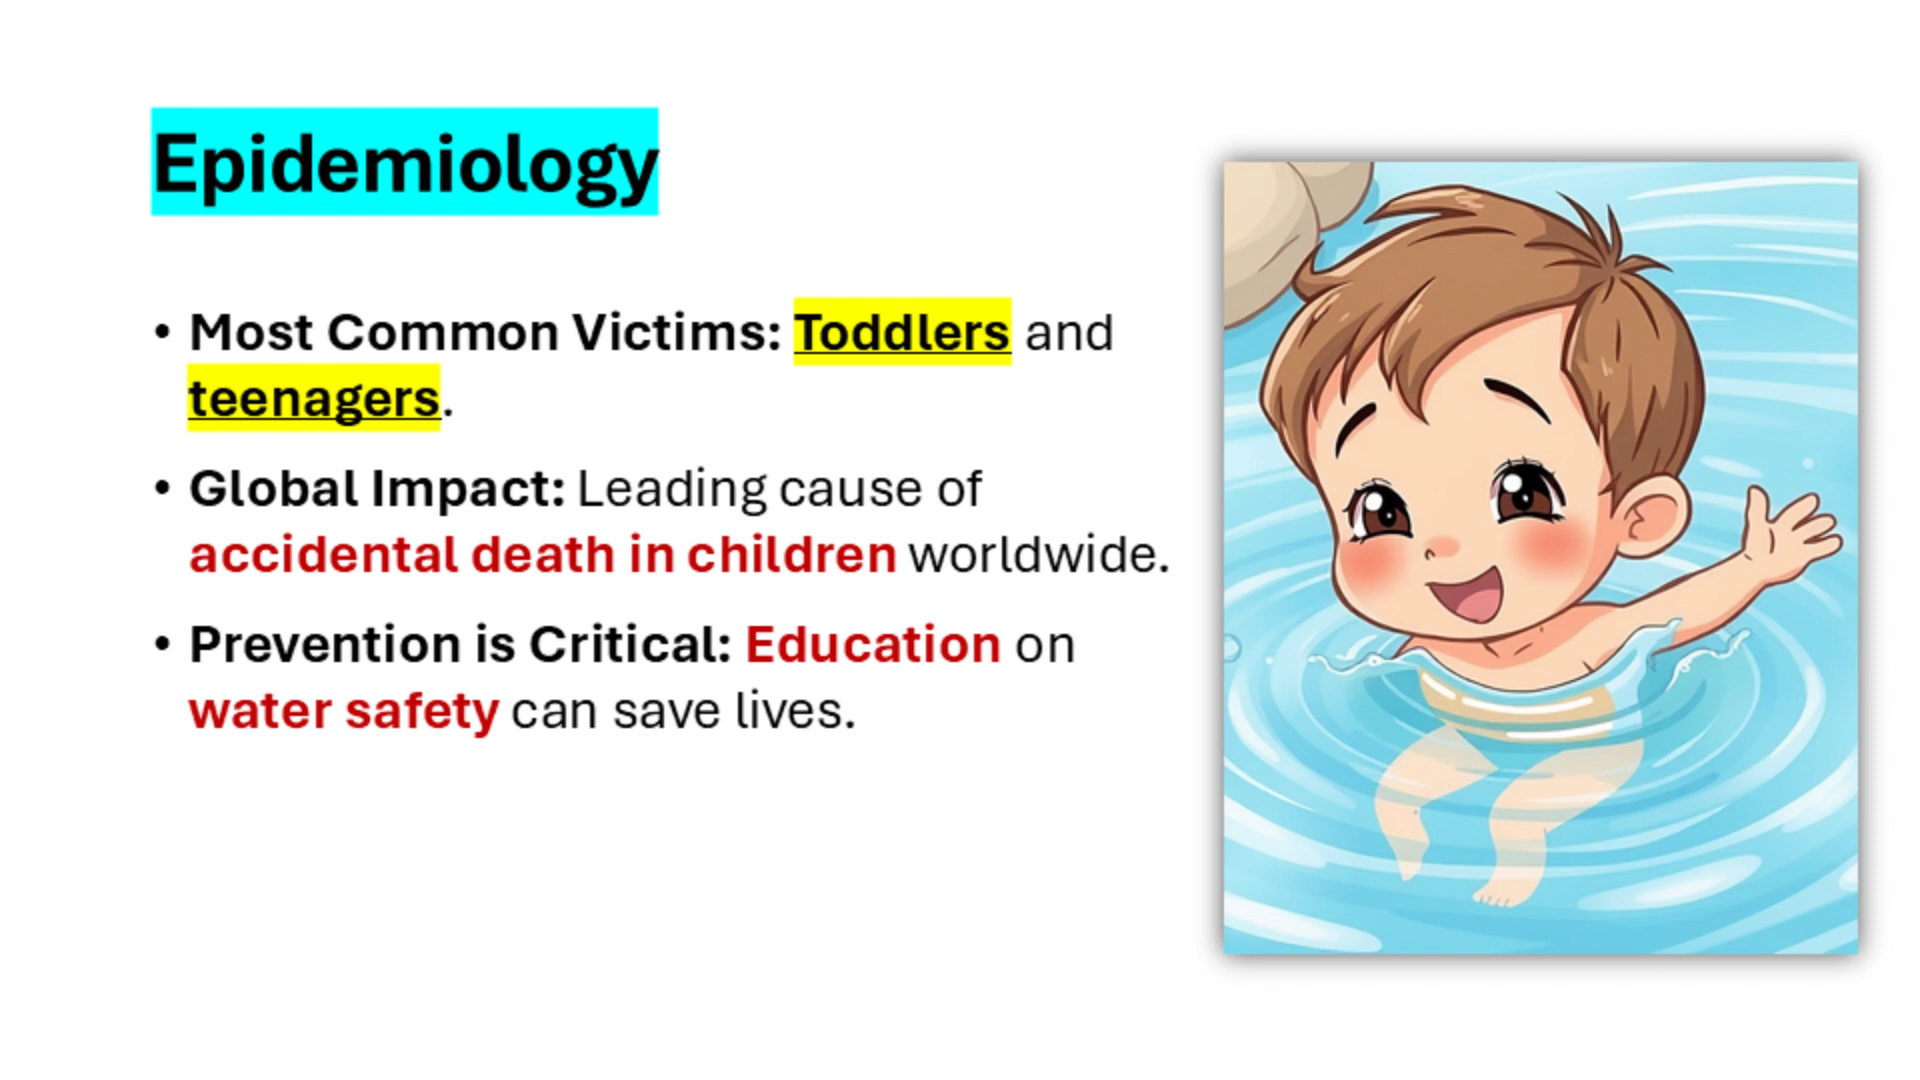 Epidemiology
• Most Common Victims: Toddlers and
teenagers.
• Global Impact: Leading cause of
accidental death in children worldwide.
• Prevention is Critical: Education on
water safety can save lives.